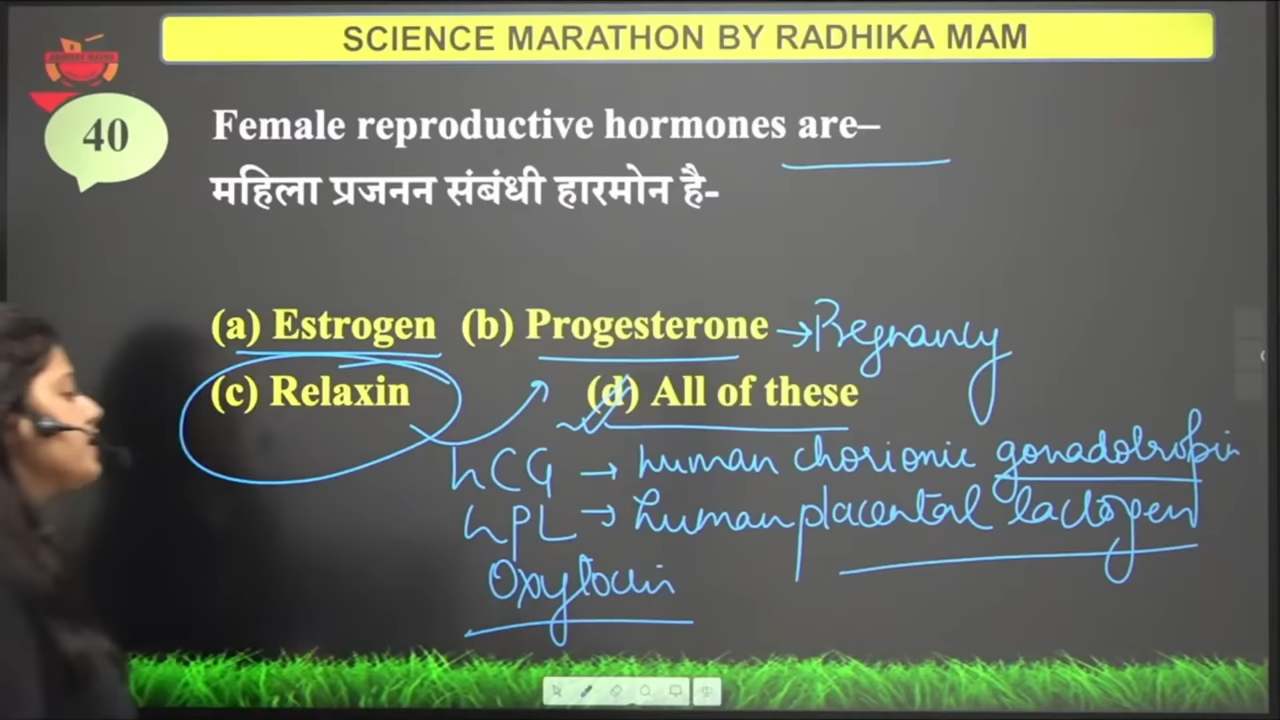 SCIENCE MARATHON BY RADHIKA MAM
40
Female reproductive hormones are–
महिला प्रजनन संबंधी हारमोन है-
(a) Estrogen (b) Progesterone → Pregnancy
(c) Relaxin (d) All of these
hCG → human chorionic gonadotropin
hPL → human placental lactogen
Oxytocin